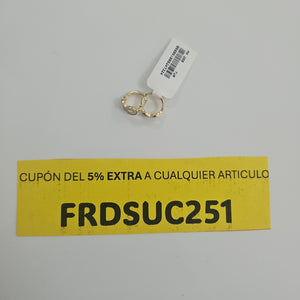 CUPÓN DEL 5% EXTRA A CUALQUIER ARTICULO
FRDSUC251